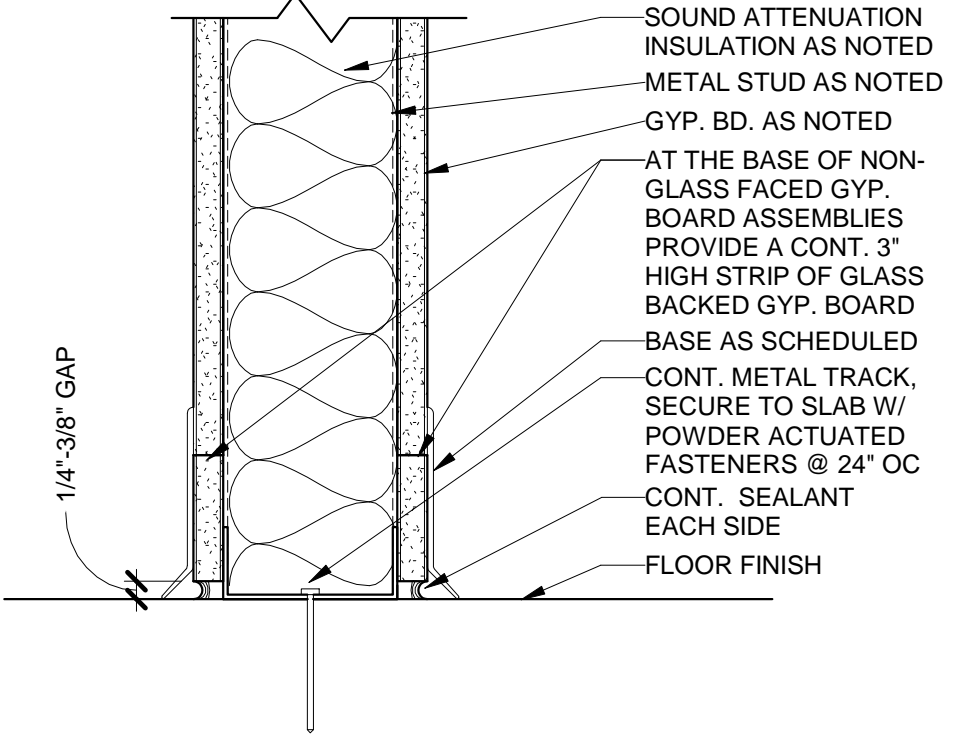 SOUND ATTENUATION
INSULATION AS NOTED
METAL STUD AS NOTED
GYP. BD. AS NOTED
AT THE BASE OF NON-
GLASS FACED GYP.
BOARD ASSEMBLIES
PROVIDE A CONT. 3"
HIGH STRIP OF GLASS
BACKED GYP. BOARD
BASE AS SCHEDULED
CONT. METAL TRACK,
SECURE TO SLAB W/
POWDER ACTUATED
FASTENERS @ 24" OC
CONT. SEALANT
EACH SIDE
FLOOR FINISH
1/4"-3/8" GAP